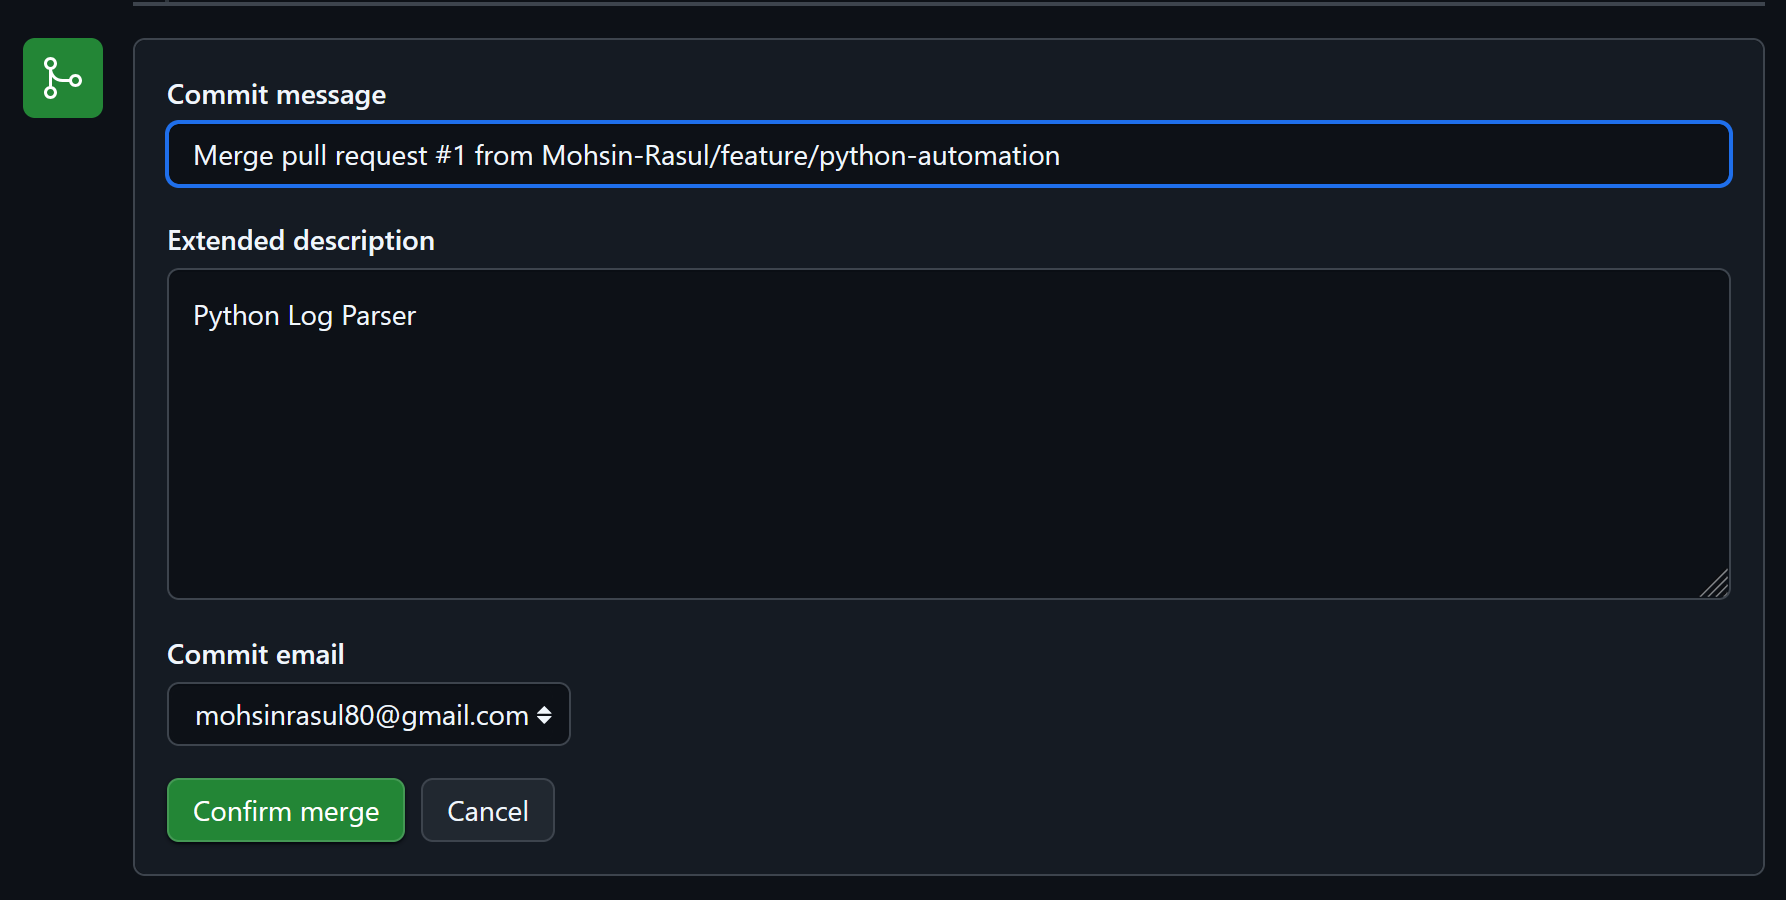 Commit message
Merge pull request #1 from Mohsin-Rasul/feature/python-automation
Extended description
Python Log Parser
Commit email
mohsinrasul80@gmail.com
Confirm merge
Cancel